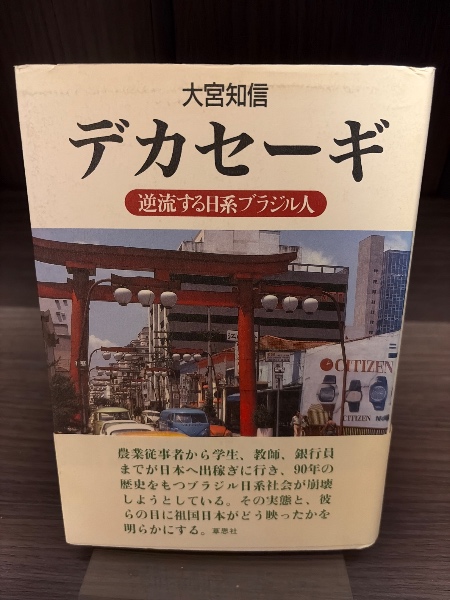 大宮知信
デカセーギ
逆流する日系ブラジル人
CITIZEN
CITIZEN
農業従事者から学生、教師、銀行員
までが日本へ出稼ぎに行き、90年の
歴史をもつブラジル日系社会が崩壊
しようとしている。その実態と、彼
らの目に祖国日本がどう映ったかを
明らかにする。草思社